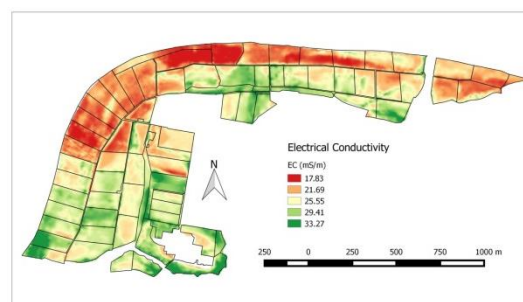 Electrical Conductivity
EC (mS/m)
17.83
21.69
25.55
29.41
33.27
N
250 0 250 500 750 1000 m